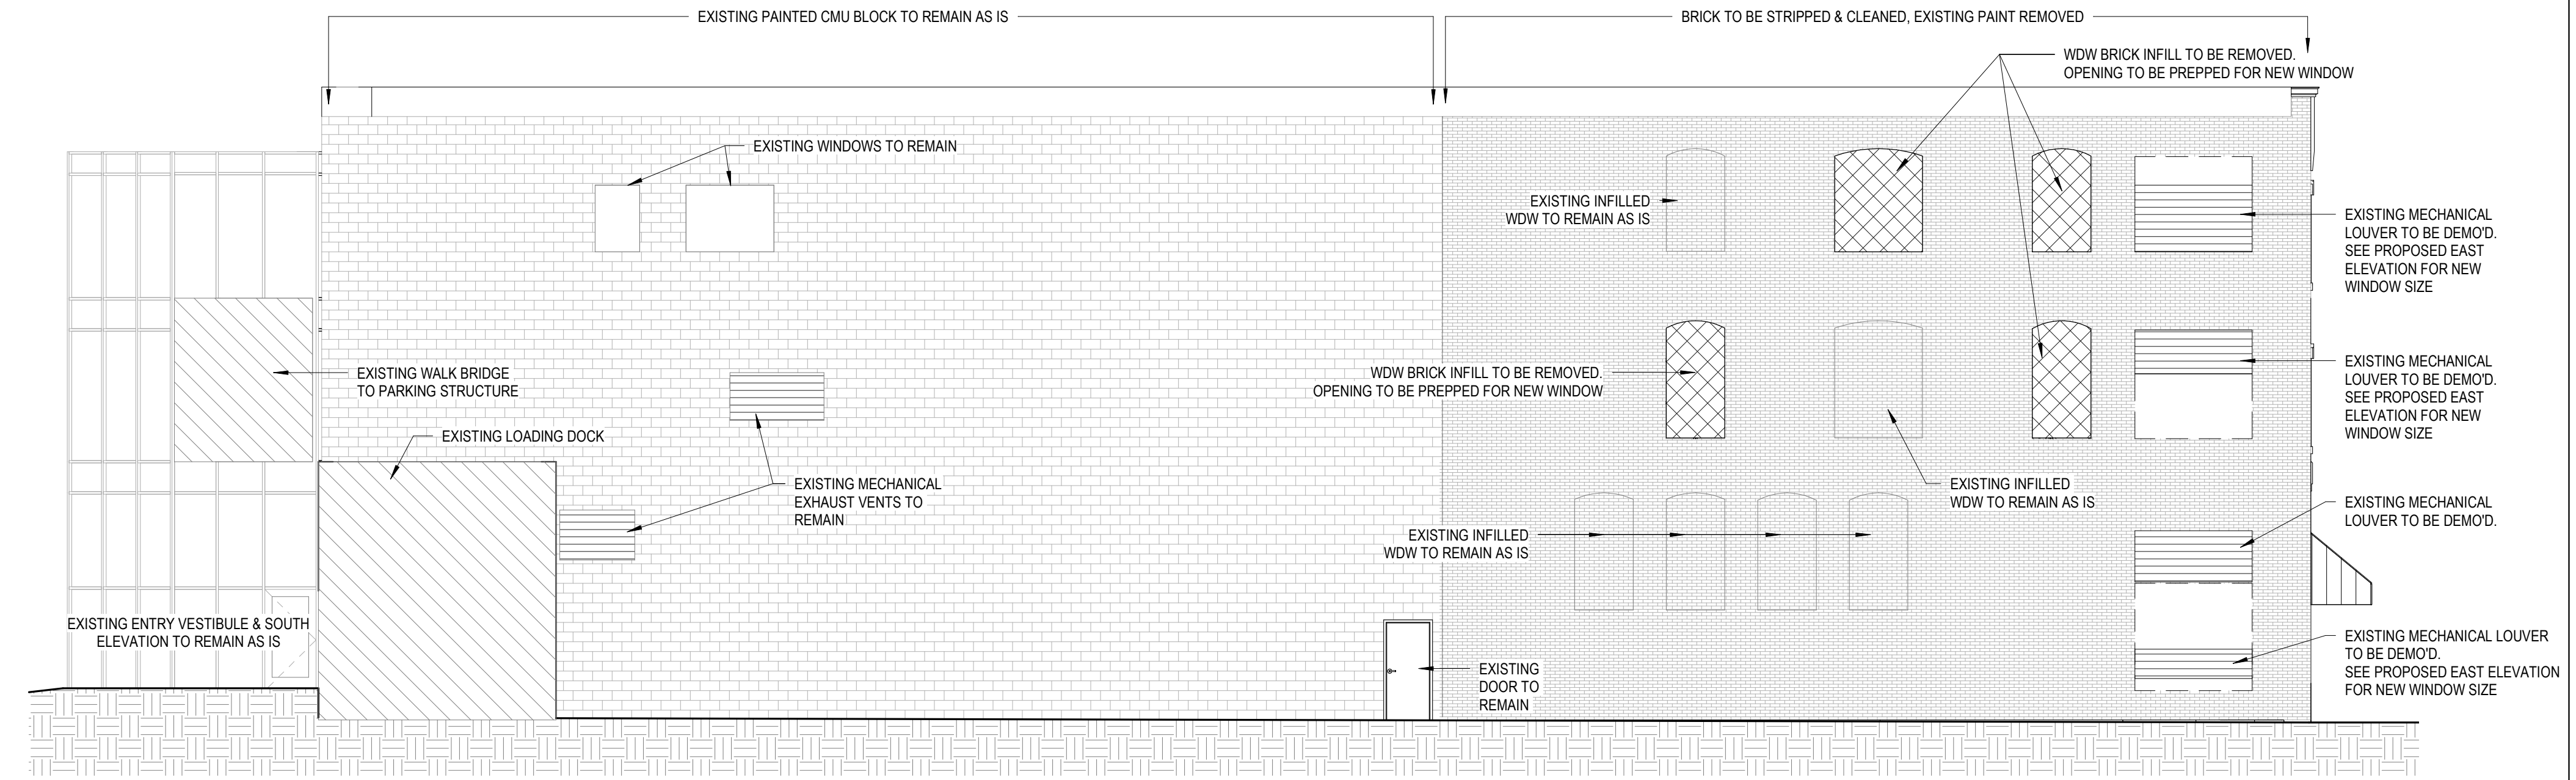 EXISTING PAINTED CMU BLOCK TO REMAIN AS IS
BRICK TO BE STRIPPED & CLEANED, EXISTING PAINT REMOVED
WDW BRICK INFILL TO BE REMOVED.
OPENING TO BE PREPPED FOR NEW WINDOW
EXISTING WINDOWS TO REMAIN
EXISTING INFILLED
WDW TO REMAIN AS IS
EXISTING MECHANICAL
LOUVER TO BE DEMO'D.
SEE PROPOSED EAST
ELEVATION FOR NEW
WINDOW SIZE
EXISTING WALK BRIDGE
TO PARKING STRUCTURE
WDW BRICK INFILL TO BE REMOVED.
OPENING TO BE PREPPED FOR NEW WINDOW
EXISTING MECHANICAL
LOUVER TO BE DEMO'D.
SEE PROPOSED EAST
ELEVATION FOR NEW
WINDOW SIZE
EXISTING LOADING DOCK
EXISTING MECHANICAL
EXHAUST VENTS TO
REMAIN
EXISTING INFILLED
WDW TO REMAIN AS IS
EXISTING MECHANICAL
LOUVER TO BE DEMO'D.
EXISTING INFILLED
WDW TO REMAIN AS IS
EXISTING ENTRY VESTIBULE & SOUTH
ELEVATION TO REMAIN AS IS
EXISTING
DOOR TO
REMAIN
EXISTING MECHANICAL LOUVER
TO BE DEMO'D.
SEE PROPOSED EAST ELEVATION
FOR NEW WINDOW SIZE